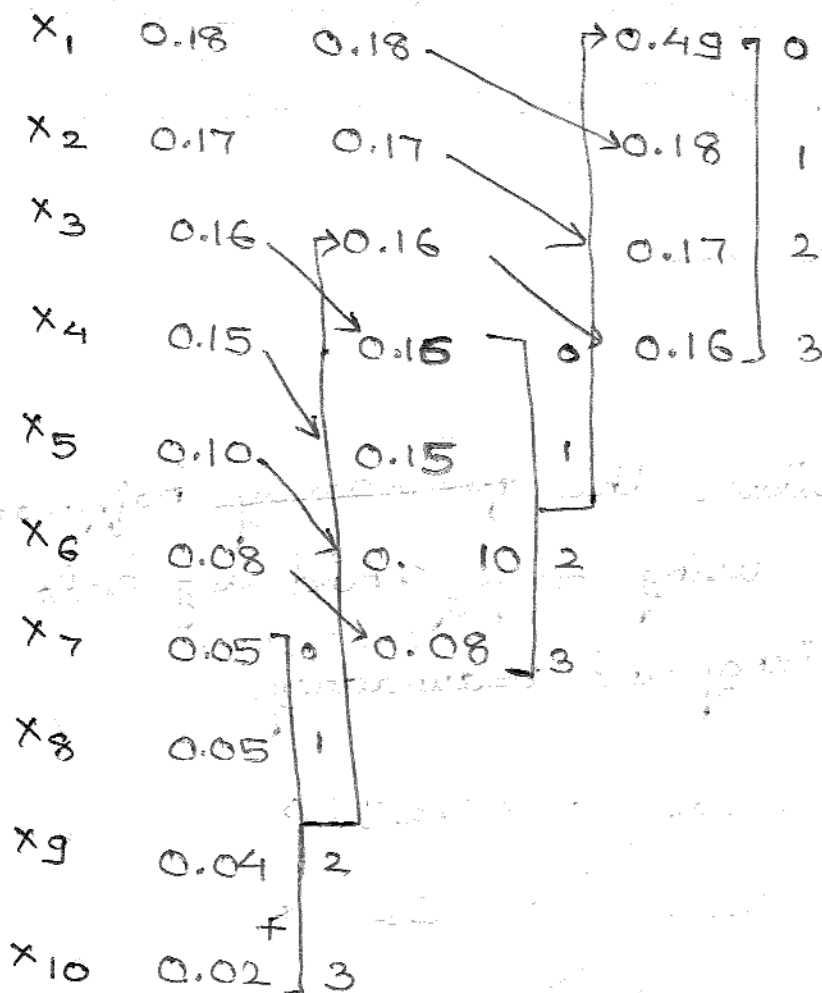 X1 0.18 0.18 0.49 0
X2 0.17 0.17 0.18 1
X3 0.16 0.16 0.17 2
X4 0.15 0.16 0 0.16 3
X5 0.10 0.15 1
X6 0.08 0. 10 2
X7 0.05 0 0.08 3
X8 0.05 1
X9 0.04 2
+
X10 0.02 3